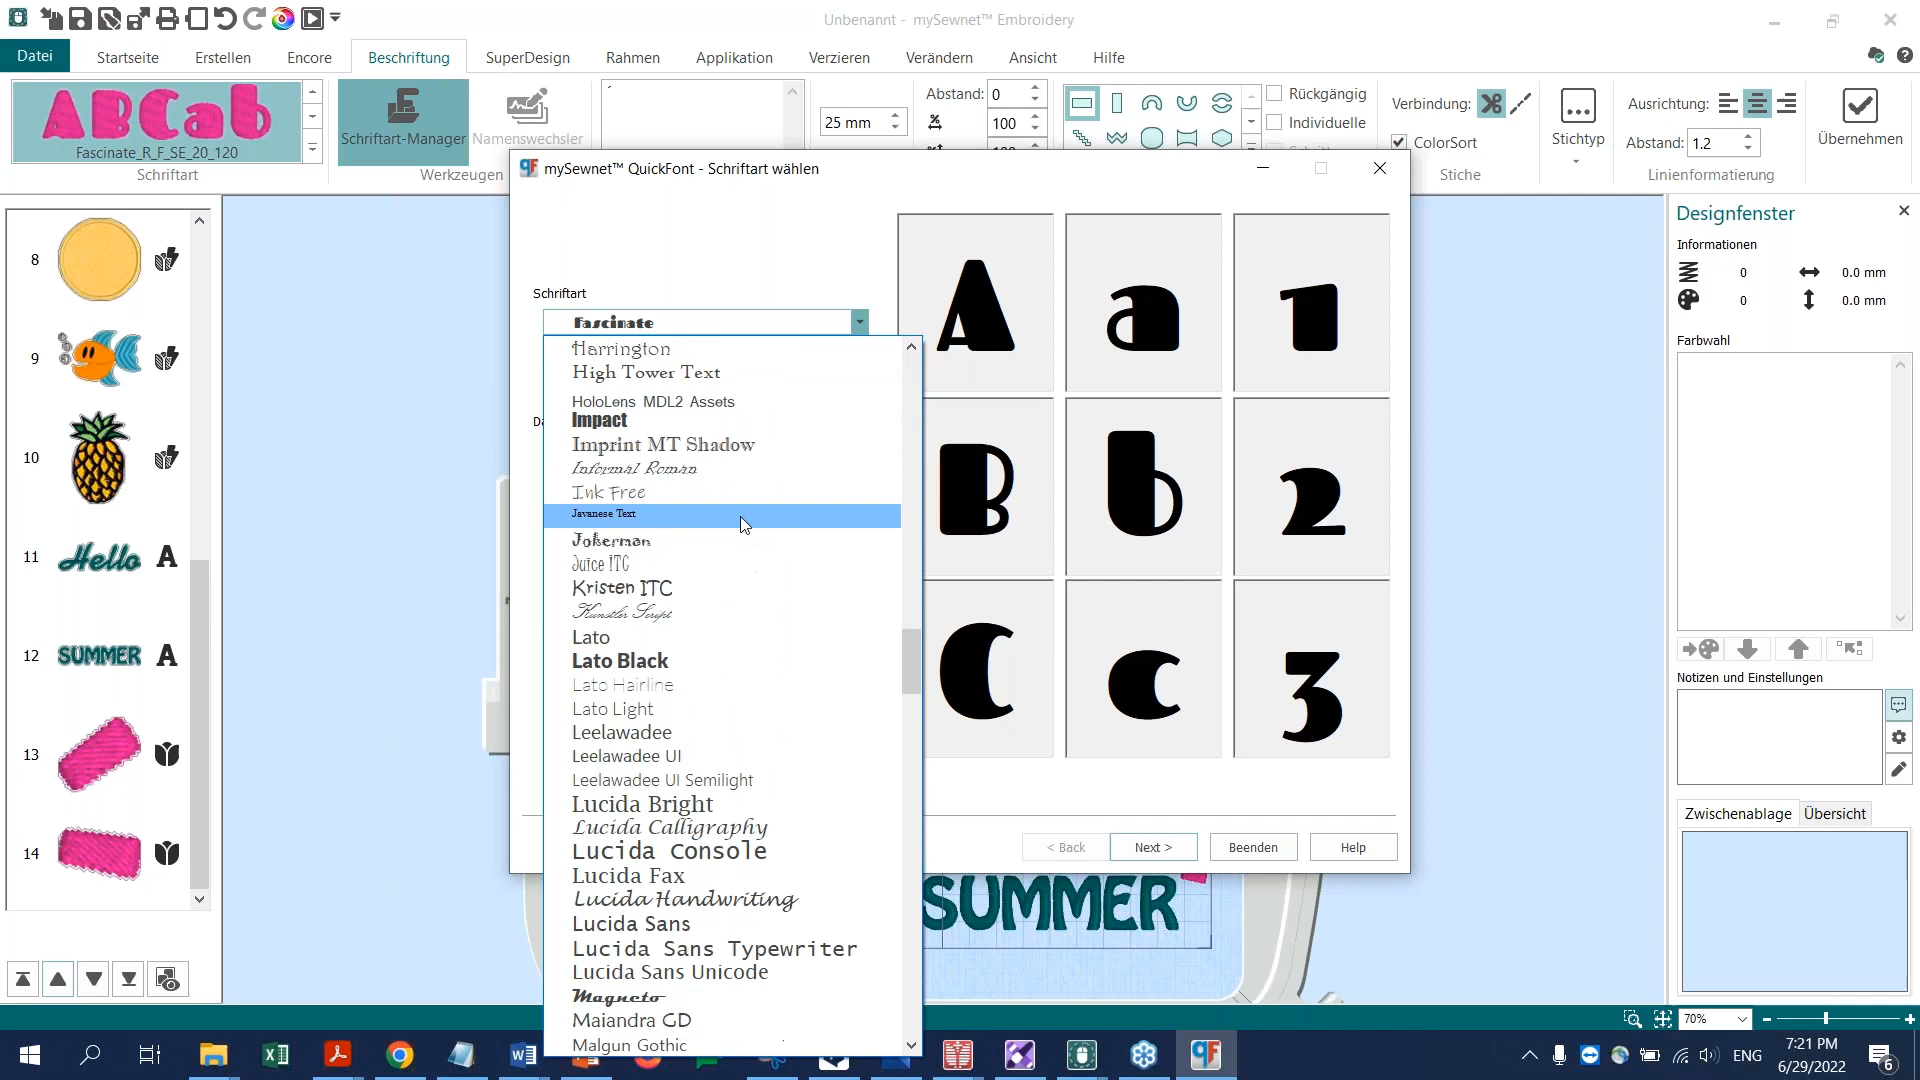 Unbenannt - mySewnet™ Embroidery
Datei
Startseite
Erstellen
Encore
Beschriftung
SuperDesign
Rahmen
Applikation
Verzieren
Verändern
Ansicht
Hilfe
ABCab
Fascinate_R_F_SE_20_120
Schriftart
Schriftart-Manager
Namenswechsler
Werkzeugen
25 mm
Abstand: 0
%
100
Rückgängig
Individuelle
Verbindung:
ColorSort
Stiche
Stichtyp
Ausrichtung:
Abstand: 1.2
Linienformatierung
Übernehmen
mySewnet™ QuickFont - Schriftart wählen
Schriftart
Fascinate
Harrington
High Tower Text
HoloLens MDL2 Assets
Impact
Imprint MT Shadow
Informal Roman
Ink Free
Javanese Text
Jokerman
Juice ITC
Kristen ITC
Kunstler Script
Lato
Lato Black
Lato Hairline
Lato Light
Leelawadee
Leelawadee UI
Leelawadee UI Semilight
Lucida Bright
Lucida Calligraphy
Lucida Console
Lucida Fax
Lucida Handwriting
Lucida Sans
Lucida Sans Typewriter
Lucida Sans Unicode
Magneto
Maiandra GD
Malgun Gothic
A a 1
B b 2
C c 3
< Back
Next >
Beenden
Help
8
9
10
11 Hello A
12 SUMMER A
13
14
SUMMER
Designfenster
Informationen
0 0.0 mm
0 0.0 mm
Farbwahl
Notizen und Einstellungen
Zwischenablage
Übersicht
70%
ENG
7:21 PM
6/29/2022
6